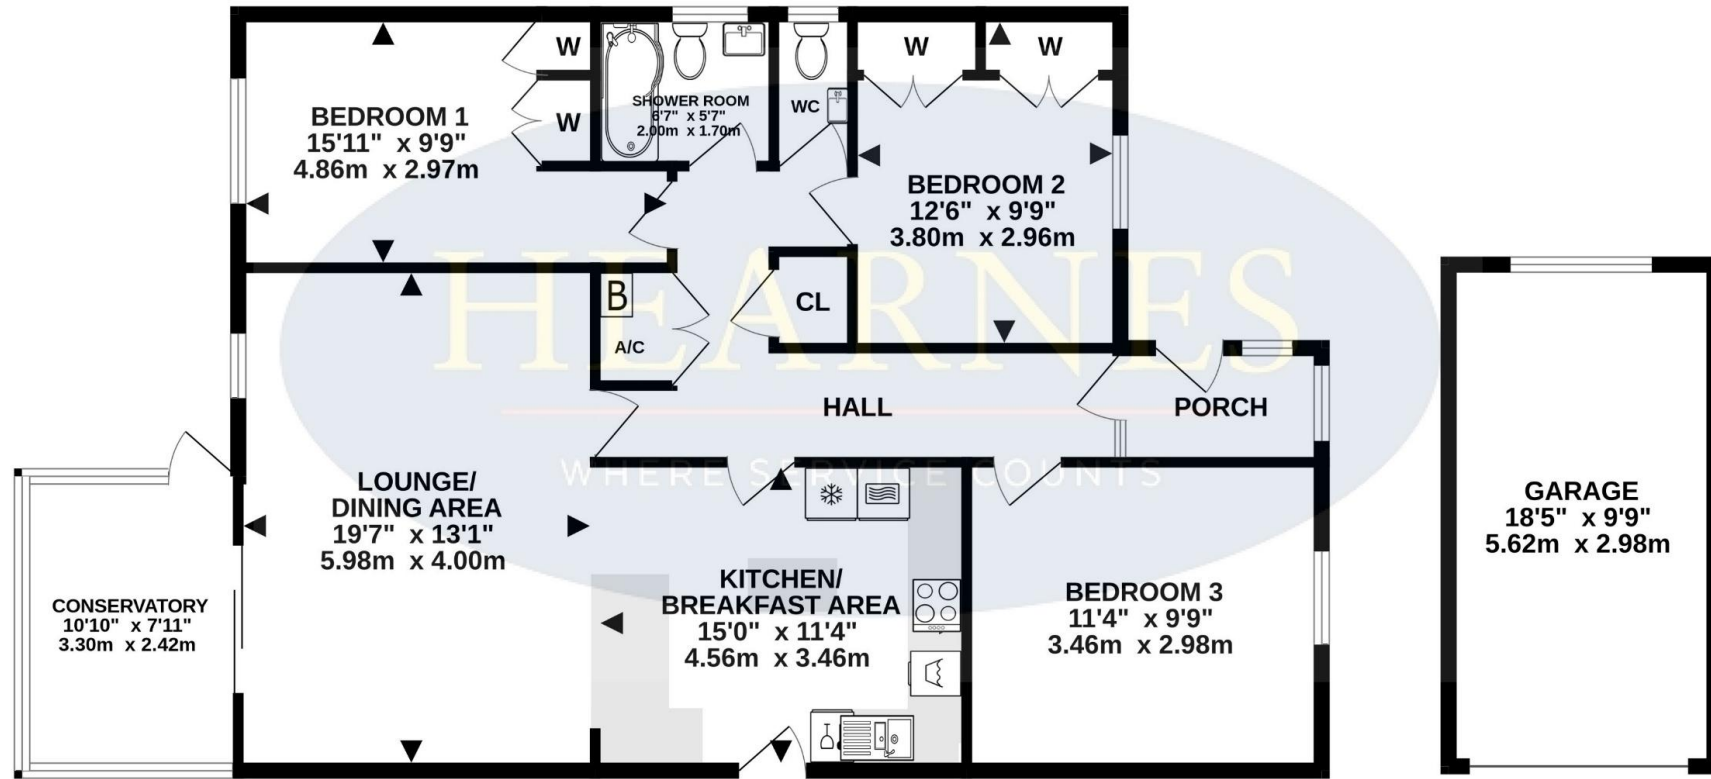 BEDROOM 1
15'11" x 9'9"
4.86m x 2.97m
W
W
SHOWER ROOM
6'7" x 5'7"
2.00m x 1.70m
WC
W
W
BEDROOM 2
12'6" x 9'9"
3.80m x 2.96m
HEARNES
WHERE SERVICE COUNTS
B
A/C
CL
HALL
PORCH
LOUNGE/
DINING AREA
19'7" x 13'1"
5.98m x 4.00m
CONSERVATORY
10'10" x 7'11"
3.30m x 2.42m
KITCHEN/
BREAKFAST AREA
15'0" x 11'4"
4.56m x 3.46m
BEDROOM 3
11'4" x 9'9"
3.46m x 2.98m
GARAGE
18'5" x 9'9"
5.62m x 2.98m